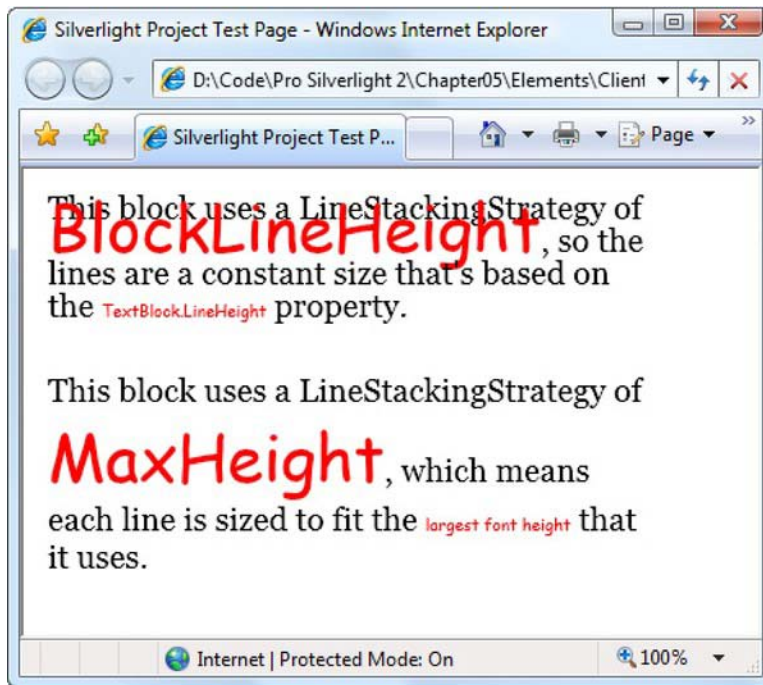 Silverlight Project Test Page - Windows Internet Explorer
D:\Code\Pro Silverlight 2\Chapter05\Elements\Client
Silverlight Project Test P...
Page
This block uses a LineStackingStrategy of
BlockLineHeight, so the
lines are a constant size that's based on
the TextBlock.LineHeight property.
This block uses a LineStackingStrategy of
MaxHeight, which means
each line is sized to fit the largest font height that
it uses.
Internet | Protected Mode: On
100%